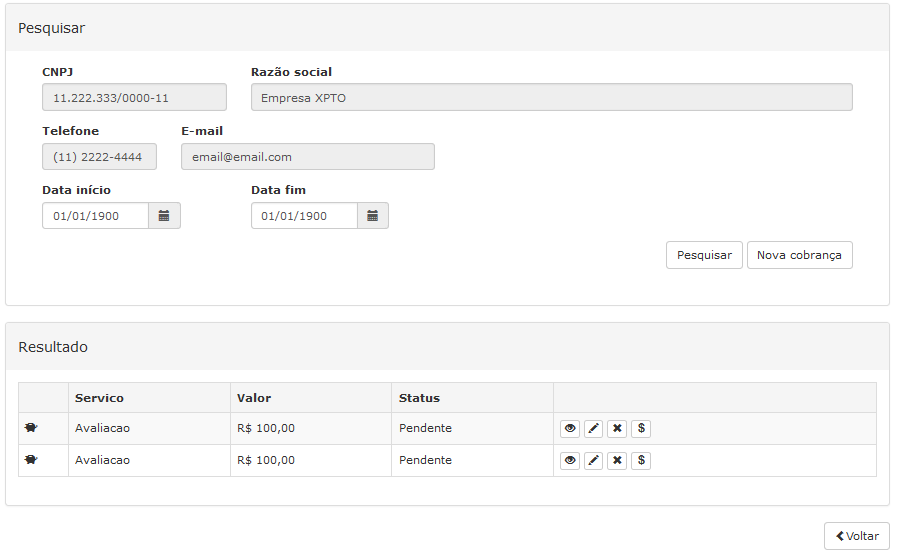 Pesquisar
CNPJ Razão social
11.222.333/0000-11 Empresa XPTO
Telefone E-mail
(11) 2222-4444 email@email.com
Data início Data fim
01/01/1900 01/01/1900
Pesquisar Nova cobrança
Resultado
Servico Valor Status
Avaliacao R$ 100,00 Pendente $
Avaliacao R$ 100,00 Pendente $
Voltar